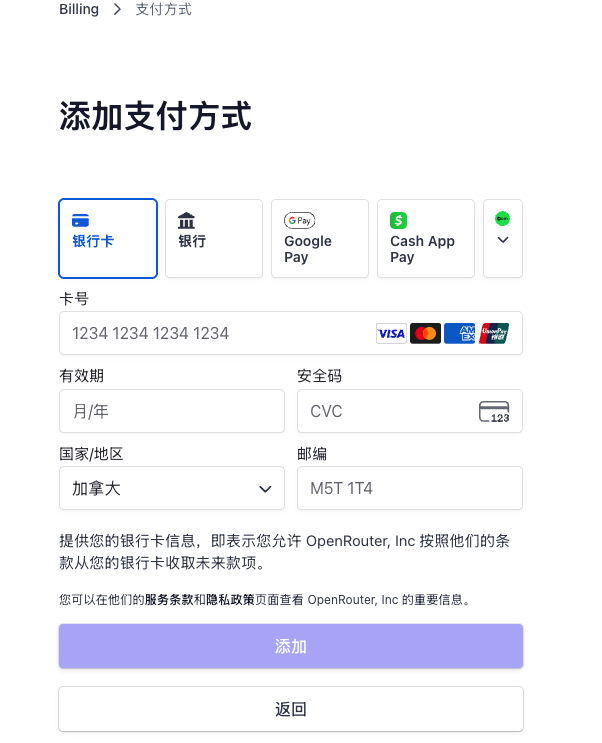 Billing > 支付方式
添加支付方式
银行卡
银行
G Pay
Google
Pay
Cash App
Pay
卡号
1234 1234 1234 1234
VISA
AM
EX
UnionPay
银联
有效期
安全码
月/年
CVC
123
国家/地区
邮编
加拿大
M5T 1T4
提供您的银行卡信息，即表示您允许 OpenRouter, Inc 按照他们的条
款从您的银行卡收取未来款项。
您可以在他们的服务条款和隐私政策页面查看 OpenRouter, Inc 的重要信息。
添加
返回